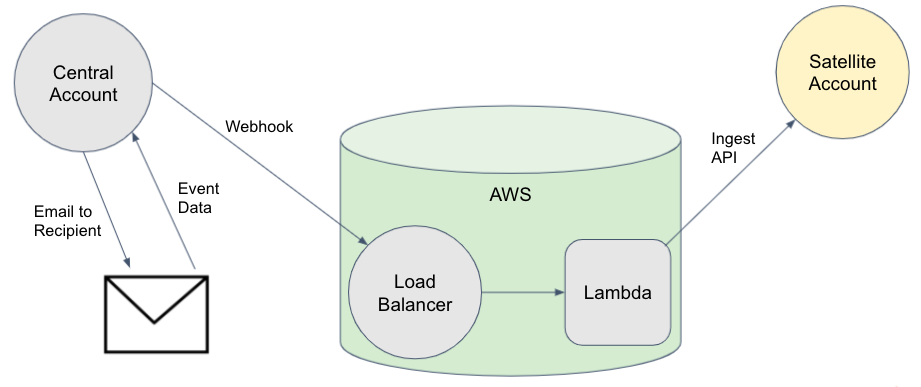 Central
Account
Satellite
Account
Webhook
Ingest
API
AWS
Event
Data
Email to
Recipient
Load
Balancer
Lambda